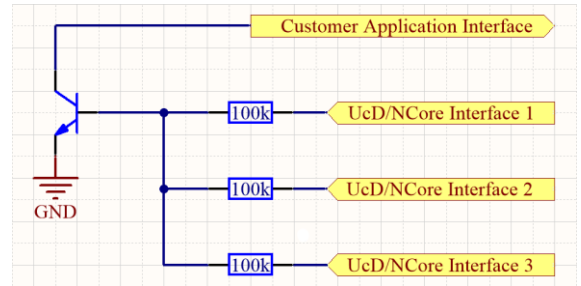 Customer Application Interface
100k UcD/NCore Interface 1
100k UcD/NCore Interface 2
GND
100k UcD/NCore Interface 3